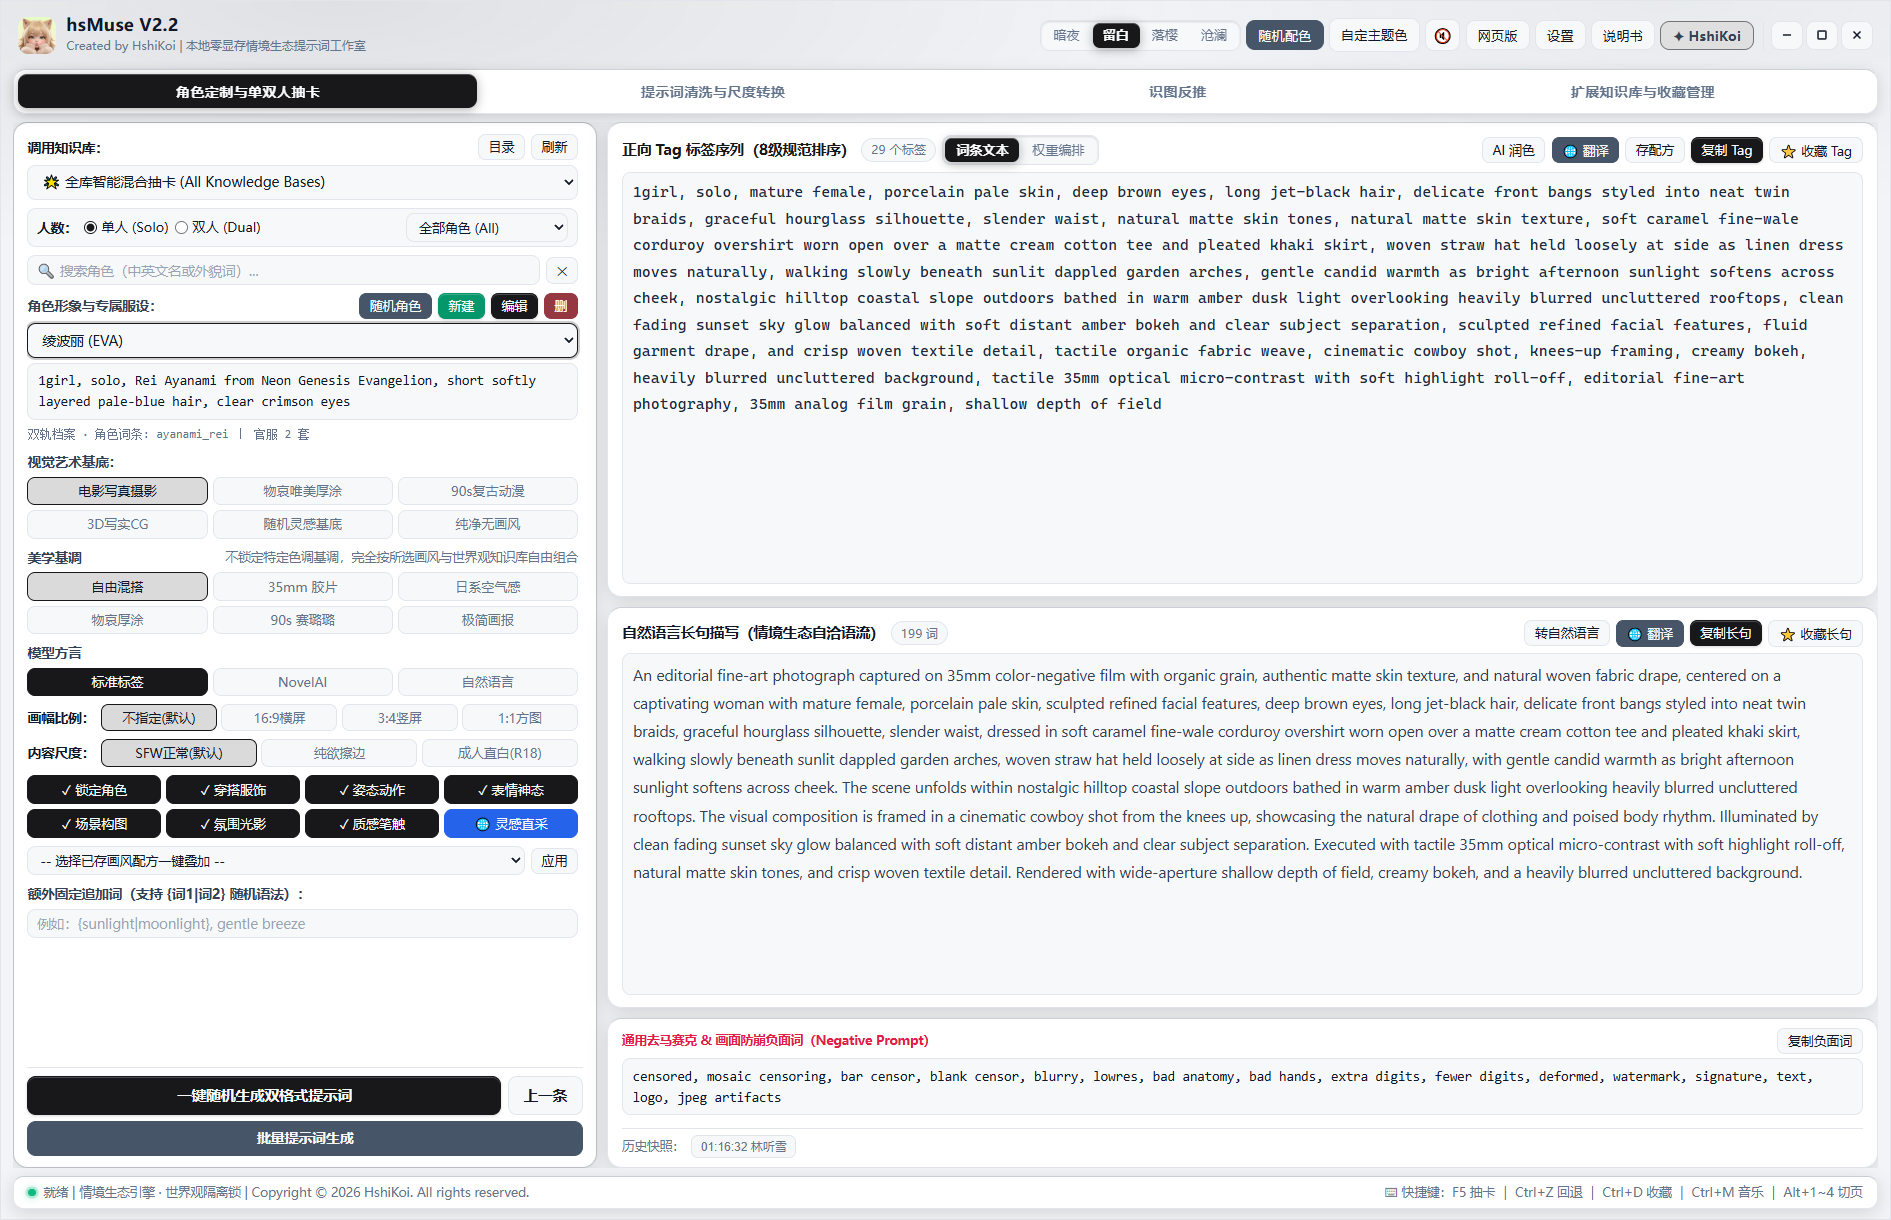 hsMuse V2.2
Created by HshiKoi | 本地零显存情境生态提示词工作室
暗夜 留白 落樱 沧澜 随机配色 自定主题色 网页版 设置 说明书 ✦ HshiKoi
角色定制与单双人抽卡 提示词清洗与尺度转换 识图反推 扩展知识库与收藏管理
调用知识库： 目录 刷新
全库智能混合抽卡 (All Knowledge Bases)
人数： 单人 (Solo) 双人 (Dual) 全部角色 (All)
搜索角色（中英文名或外貌词）...
角色形象与专属服设： 随机角色 新建 编辑 删
绫波丽 (EVA)
1girl, solo, Rei Ayanami from Neon Genesis Evangelion, short softly
layered pale-blue hair, clear crimson eyes
双轨档案 · 角色词条: ayanami_rei | 官服 2 套
视觉艺术基底：
电影写真摄影 物哀唯美厚涂 90s复古动漫
3D写实CG 随机灵感基底 纯净无画风
美学基调 不锁定特定色调基调，完全按所选画风与世界观知识库自由组合
自由混搭 35mm 胶片 日系空气感
物哀厚涂 90s 赛璐璐 极简画报
模型方言
标准标签 NovelAI 自然语言
画幅比例： 不指定(默认) 16:9横屏 3:4竖屏 1:1方图
内容尺度： SFW正常(默认) 纯欲擦边 成人直白(R18)
✓ 锁定角色 ✓ 穿搭服饰 ✓ 姿态动作 ✓ 表情神态
✓ 场景构图 ✓ 氛围光影 ✓ 质感笔触 灵感直采
-- 选择已存画风配方一键叠加 -- 应用
额外固定追加词（支持 {词1|词2} 随机语法）：
例如：{sunlight|moonlight}, gentle breeze
一键随机生成双格式提示词 上一条
批量提示词生成
正向 Tag 标签序列（8级规范排序） 29 个标签 词条文本 权重编排 AI 润色 翻译 存配方 复制 Tag 收藏 Tag
1girl, solo, mature female, porcelain pale skin, deep brown eyes, long jet-black hair, delicate front bangs styled into neat twin
braids, graceful hourglass silhouette, slender waist, natural matte skin tones, natural matte skin texture, soft caramel fine-wale
corduroy overshirt worn open over a matte cream cotton tee and pleated khaki skirt, woven straw hat held loosely at side as linen dress
moves naturally, walking slowly beneath sunlit dappled garden arches, gentle candid warmth as bright afternoon sunlight softens across
cheek, nostalgic hilltop coastal slope outdoors bathed in warm amber dusk light overlooking heavily blurred uncluttered rooftops, clean
fading sunset sky glow balanced with soft distant amber bokeh and clear subject separation, sculpted refined facial features, fluid
garment drape, and crisp woven textile detail, tactile organic fabric weave, cinematic cowboy shot, knees-up framing, creamy bokeh,
heavily blurred uncluttered background, tactile 35mm optical micro-contrast with soft highlight roll-off, editorial fine-art
photography, 35mm analog film grain, shallow depth of field
自然语言长句描写（情境生态自洽语流） 199 词 转自然语言 翻译 复制长句 收藏长句
An editorial fine-art photograph captured on 35mm color-negative film with organic grain, authentic matte skin texture, and natural woven fabric drape, centered on a
captivating woman with mature female, porcelain pale skin, sculpted refined facial features, deep brown eyes, long jet-black hair, delicate front bangs styled into neat twin
braids, graceful hourglass silhouette, slender waist, dressed in soft caramel fine-wale corduroy overshirt worn open over a matte cream cotton tee and pleated khaki skirt,
walking slowly beneath sunlit dappled garden arches, woven straw hat held loosely at side as linen dress moves naturally, with gentle candid warmth as bright afternoon
sunlight softens across cheek. The scene unfolds within nostalgic hilltop coastal slope outdoors bathed in warm amber dusk light overlooking heavily blurred uncluttered
rooftops. The visual composition is framed in a cinematic cowboy shot from the knees up, showcasing the natural drape of clothing and poised body rhythm. Illuminated by
clean fading sunset sky glow balanced with soft distant amber bokeh and clear subject separation. Executed with tactile 35mm optical micro-contrast with soft highlight roll-off,
natural matte skin tones, and crisp woven textile detail. Rendered with wide-aperture shallow depth of field, creamy bokeh, and a heavily blurred uncluttered background.
通用去马赛克 & 画面防崩负面词（Negative Prompt） 复制负面词
censored, mosaic censoring, bar censor, blank censor, blurry, lowres, bad anatomy, bad hands, extra digits, fewer digits, deformed, watermark, signature, text,
logo, jpeg artifacts
历史快照： 01:16:32 林听雪
就绪 | 情境生态引擎 · 世界观隔离锁 | Copyright © 2026 HshiKoi. All rights reserved. 快捷键：F5 抽卡 | Ctrl+Z 回退 | Ctrl+D 收藏 | Ctrl+M 音乐 | Alt+1~4 切页